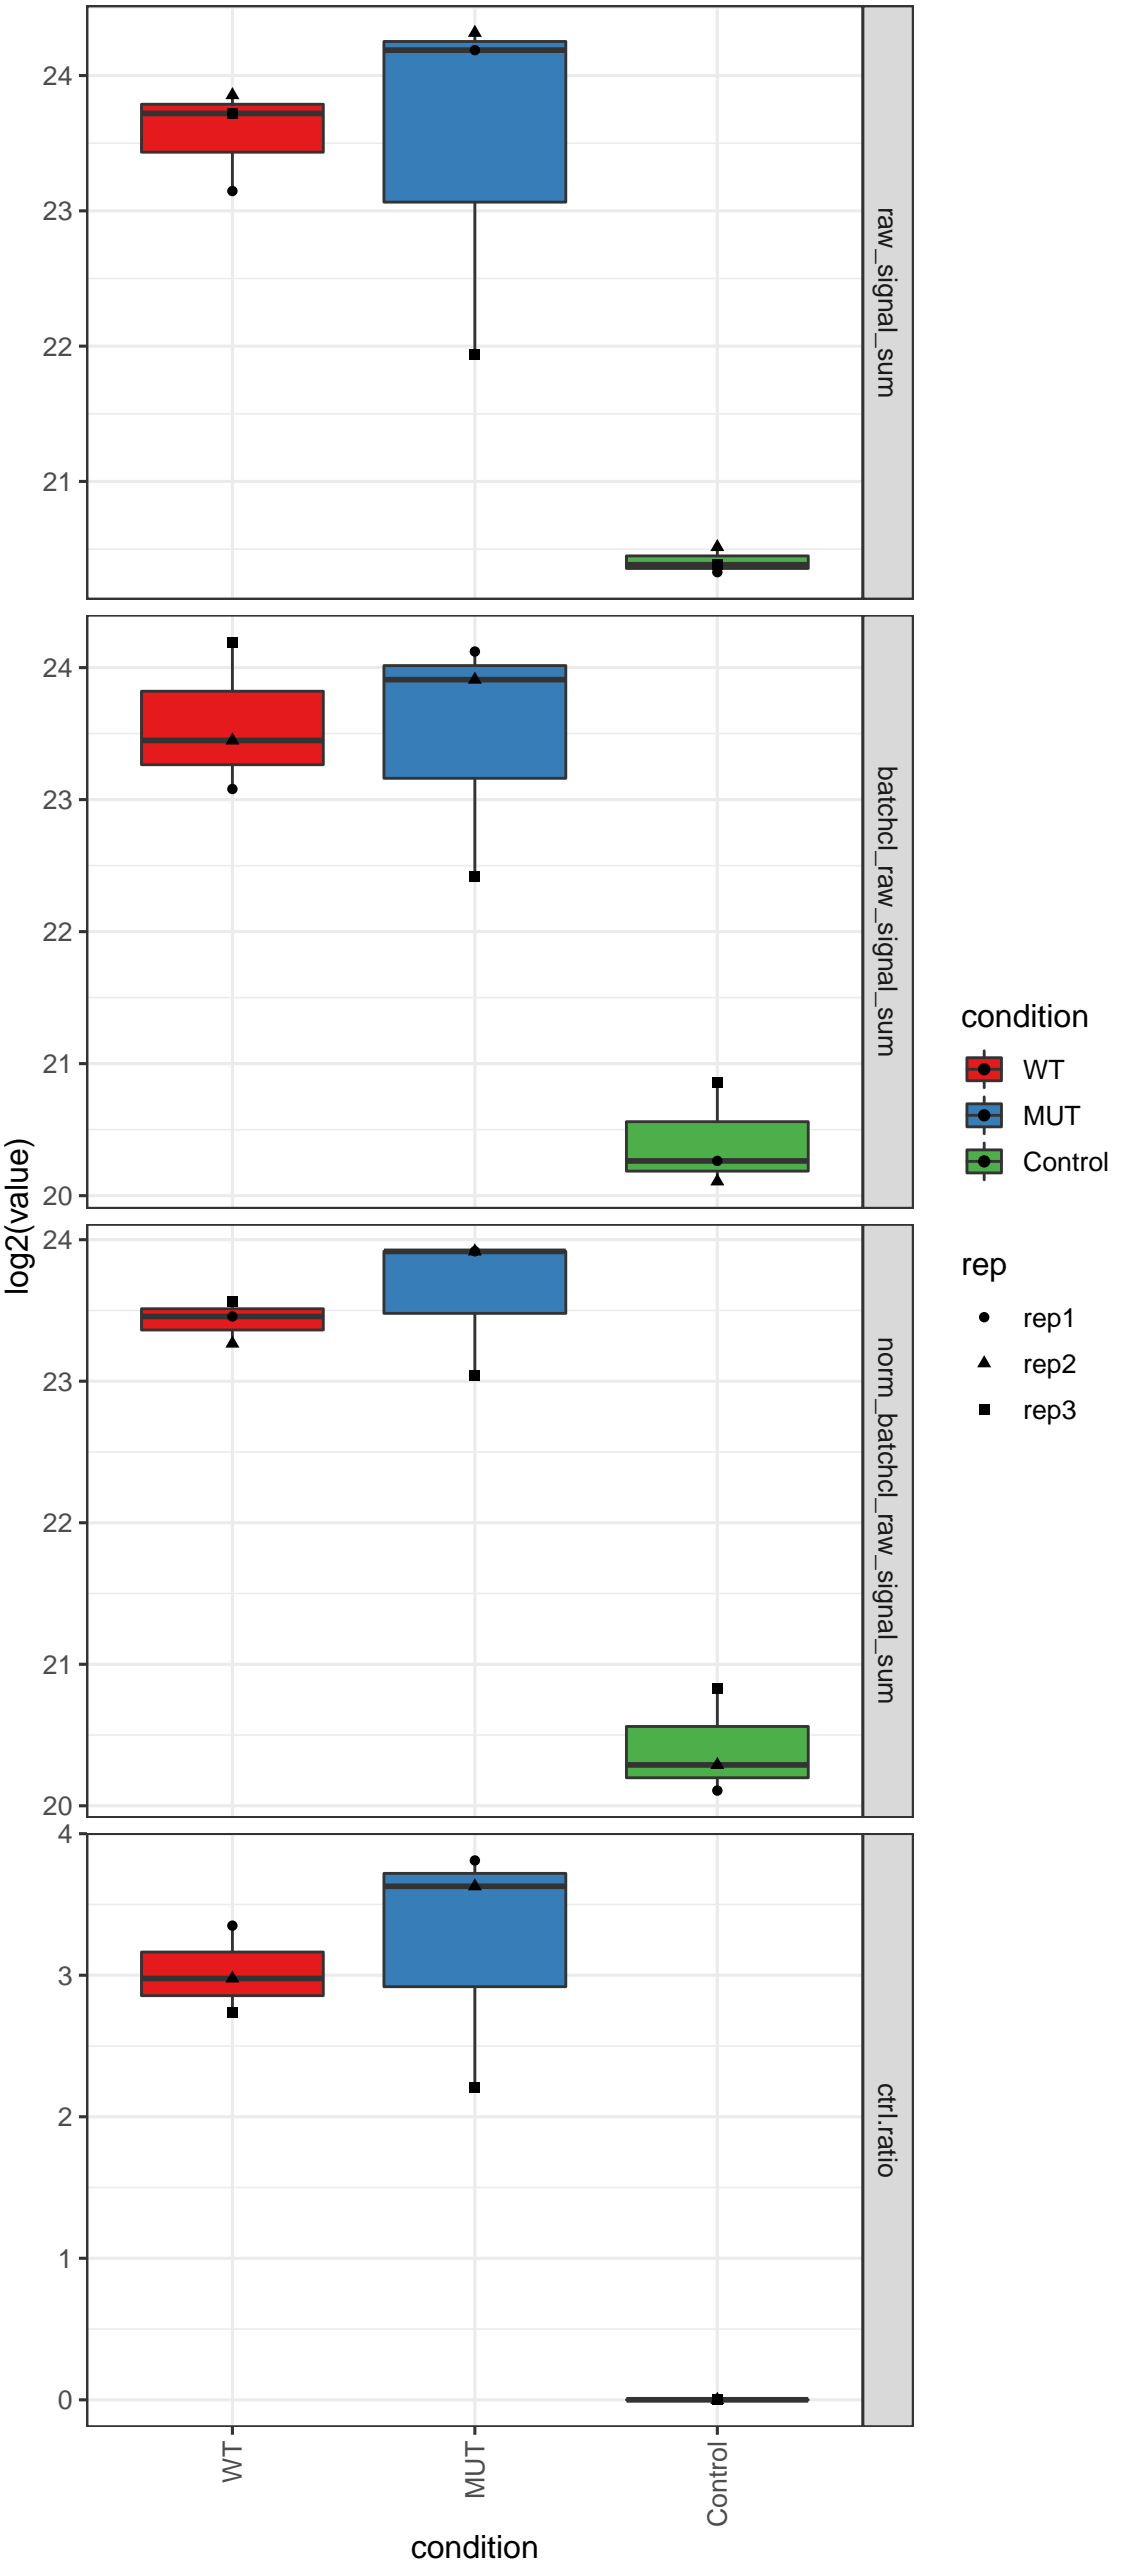 log2(value)
24
23
22
21
raw_signal_sum
24
23
22
21
20
batchcl_raw_signal_sum
24
23
22
21
20
norm_batchcl_raw_signal_sum
4
3
2
1
0
ctrl.ratio
WT
MUT
Control
condition
condition
WT
MUT
Control
rep
rep1
rep2
rep3